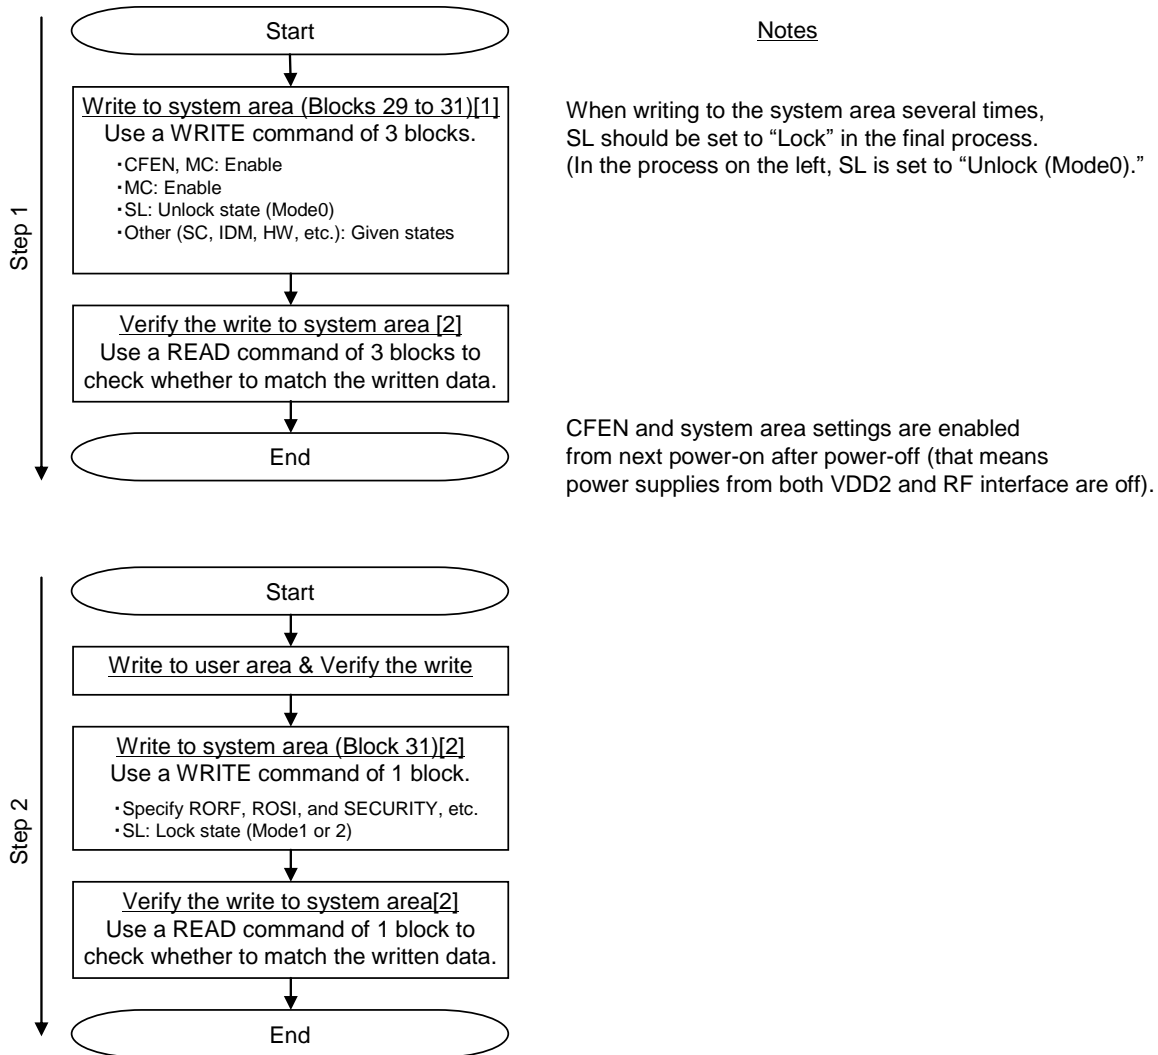 Start
Notes
Write to system area (Blocks 29 to 31)[1]
Use a WRITE command of 3 blocks.
・CFEN, MC: Enable
・MC: Enable
・SL: Unlock state (Mode0)
・Other (SC, IDM, HW, etc.): Given states
When writing to the system area several times,
SL should be set to “Lock” in the final process.
(In the process on the left, SL is set to “Unlock (Mode0).”
Step 1
Verify the write to system area [2]
Use a READ command of 3 blocks to
check whether to match the written data.
End
CFEN and system area settings are enabled
from next power-on after power-off (that means
power supplies from both VDD2 and RF interface are off).
Start
Write to user area & Verify the write
Write to system area (Block 31)[2]
Use a WRITE command of 1 block.
・Specify RORF, ROSI, and SECURITY, etc.
・SL: Lock state (Mode1 or 2)
Step 2
Verify the write to system area[2]
Use a READ command of 1 block to
check whether to match the written data.
End